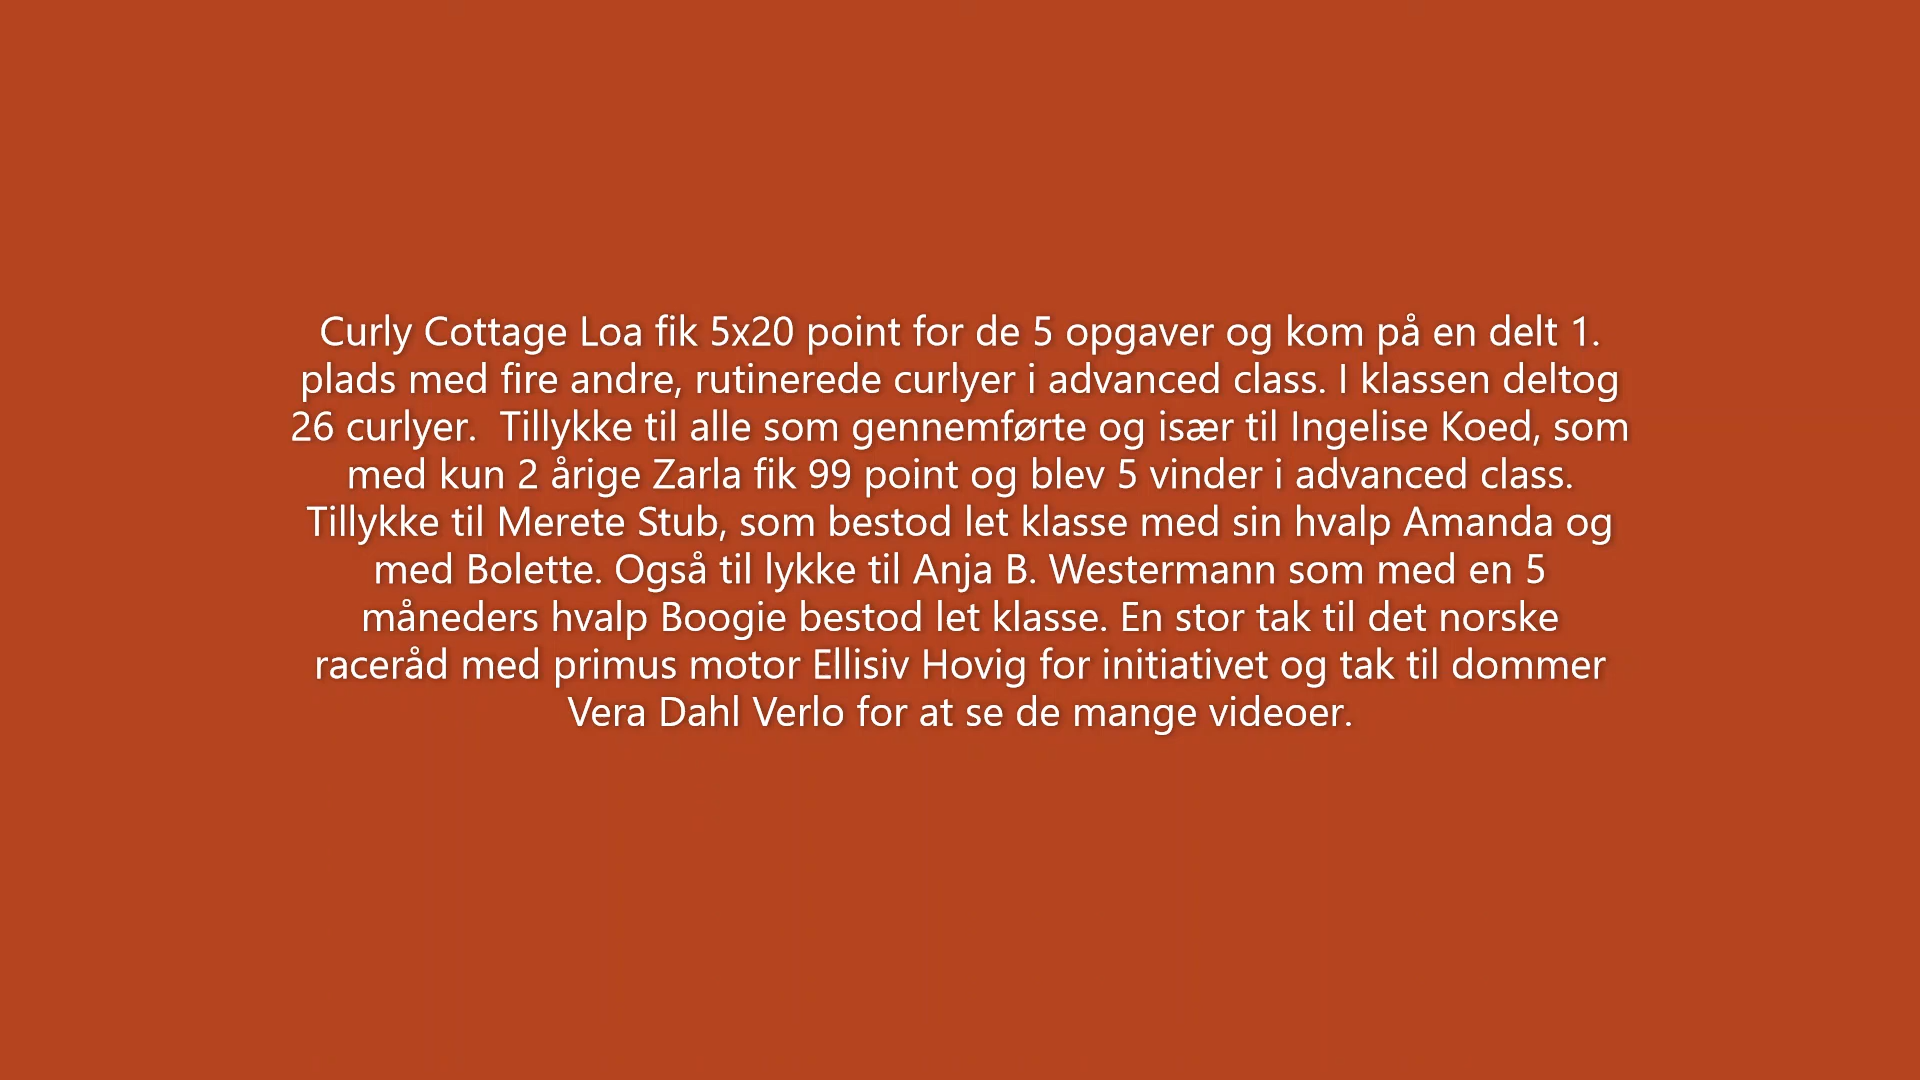 Curly Cottage Loa fik 5x20 point for de 5 opgaver og kom på en delt 1.
plads med fire andre, rutinerede curlyer i advanced class. I klassen deltog
26 curlyer.  Tillykke til alle som gennemførte og især til Ingelise Koed, som
med kun 2 årige Zarla fik 99 point og blev 5 vinder i advanced class.
Tillykke til Merete Stub, som bestod let klasse med sin hvalp Amanda og
med Bolette. Også til lykke til Anja B. Westermann som med en 5
måneders hvalp Boogie bestod let klasse. En stor tak til det norske
raceråd med primus motor Ellisiv Hovig for initiativet og tak til dommer
Vera Dahl Verlo for at se de mange videoer.